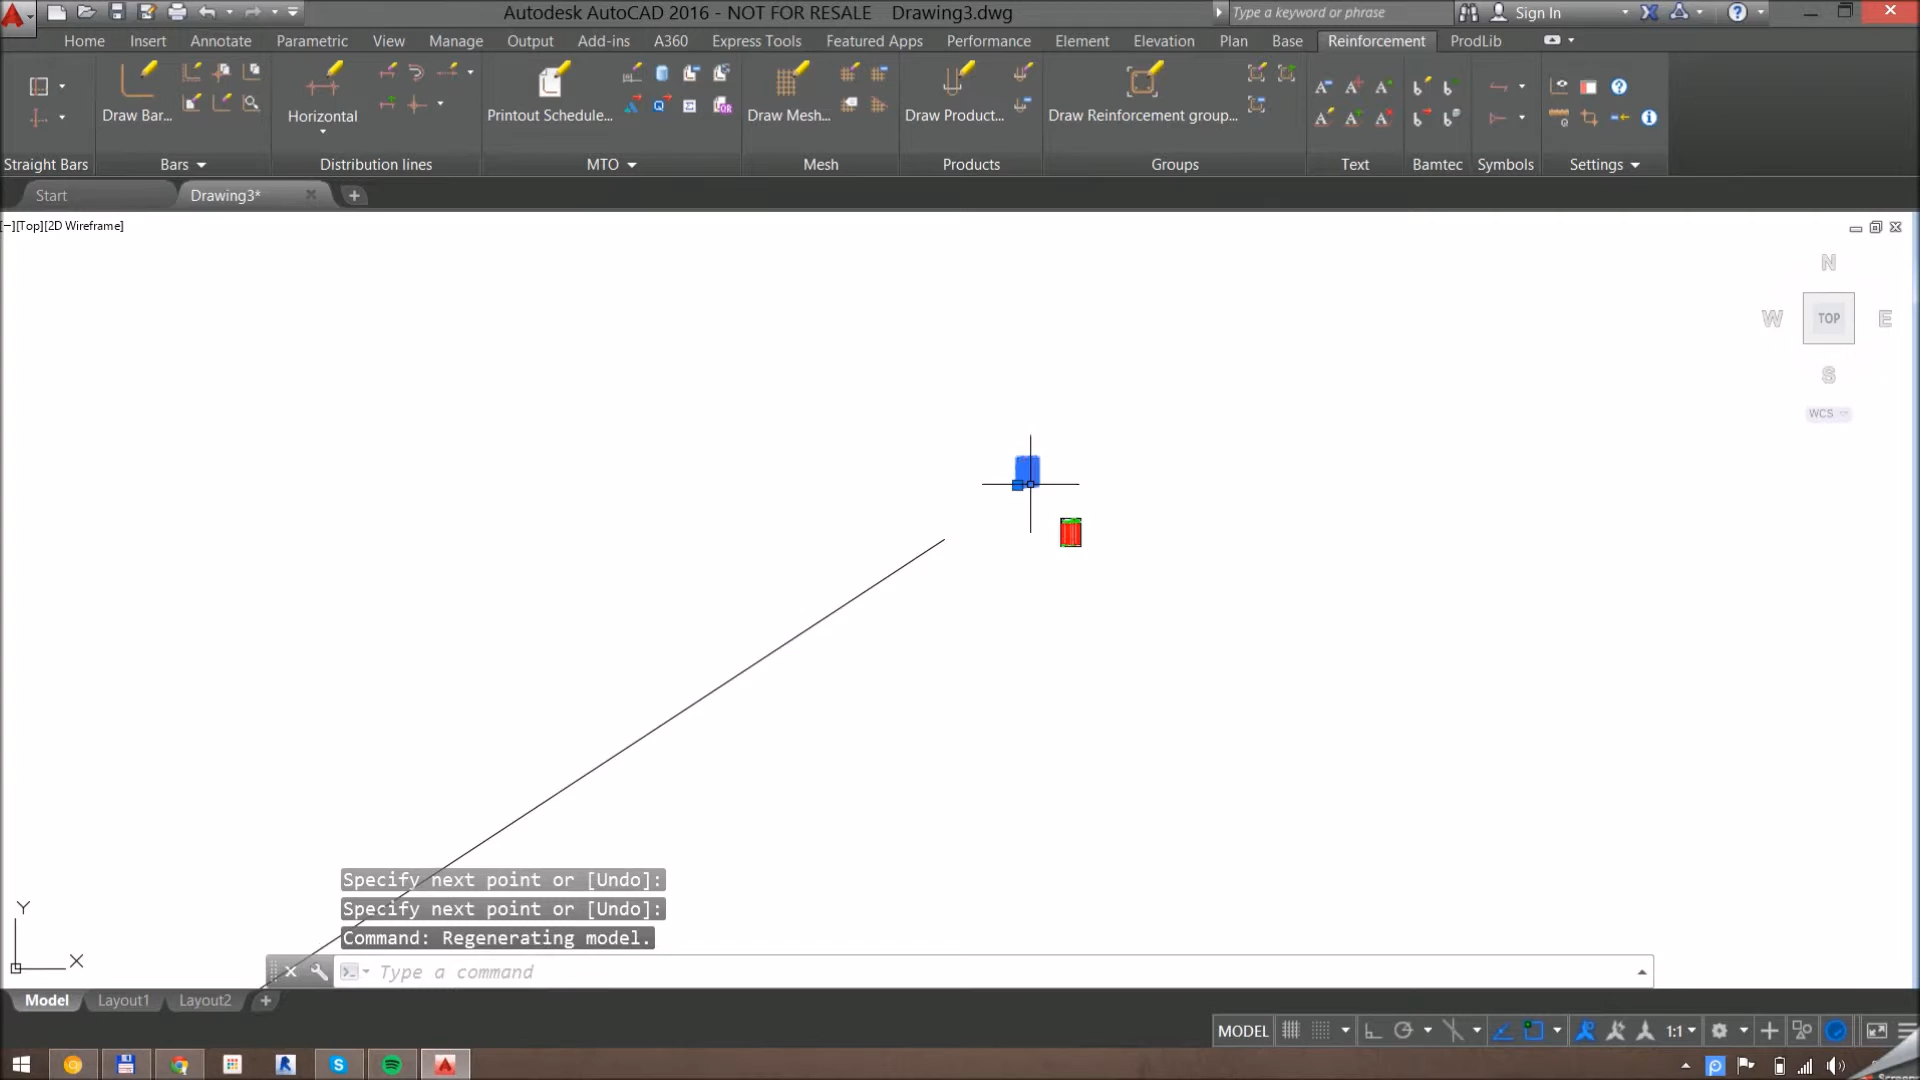 Autodesk AutoCAD 2016 - NOT FOR RESALE Drawing3.dwg
Type a keyword or phrase
Sign In
Home Insert Annotate Parametric View Manage Output Add-ins A360 Express Tools Featured Apps Performance Element Elevation Plan Base Reinforcement ProdLib
Draw Bar... Horizontal Printout Schedule... Draw Mesh... Draw Product... Draw Reinforcement group...
Straight Bars Bars Distribution lines MTO Mesh Products Groups Text Bamtec Symbols Settings
Start Drawing3*
[−][Top][2D Wireframe]
N
W TOP E
S
WCS
Specify next point or [Undo]:
Specify next point or [Undo]:
Command: Regenerating model.
Y
X
Type a command
Model Layout1 Layout2
MODEL 1:1